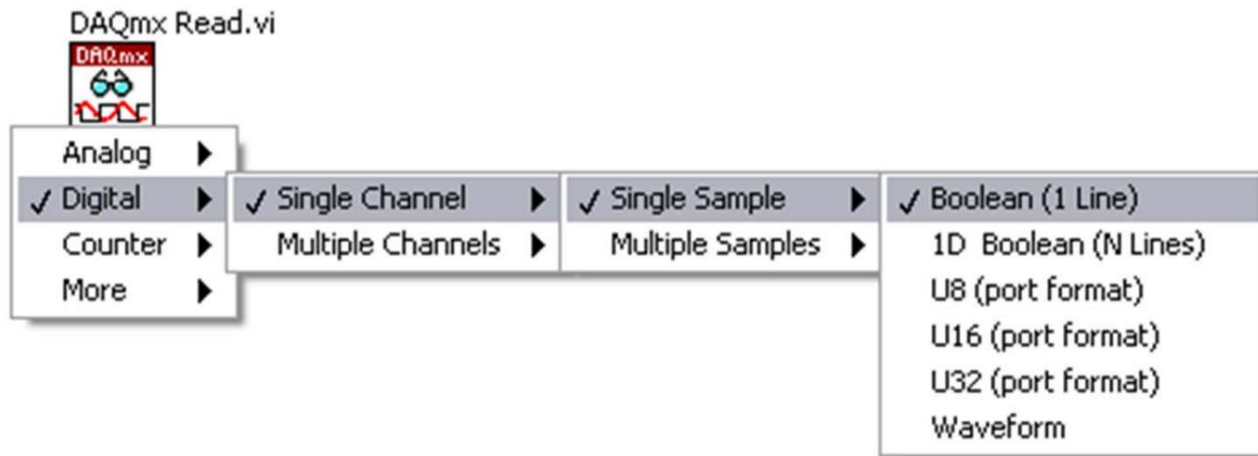 DAQmx Read.vi
DAQmx
Analog
✓ Digital
Counter
More
✓ Single Channel
Multiple Channels
✓ Single Sample
Multiple Samples
✓ Boolean (1 Line)
1D Boolean (N Lines)
U8 (port format)
U16 (port format)
U32 (port format)
Waveform